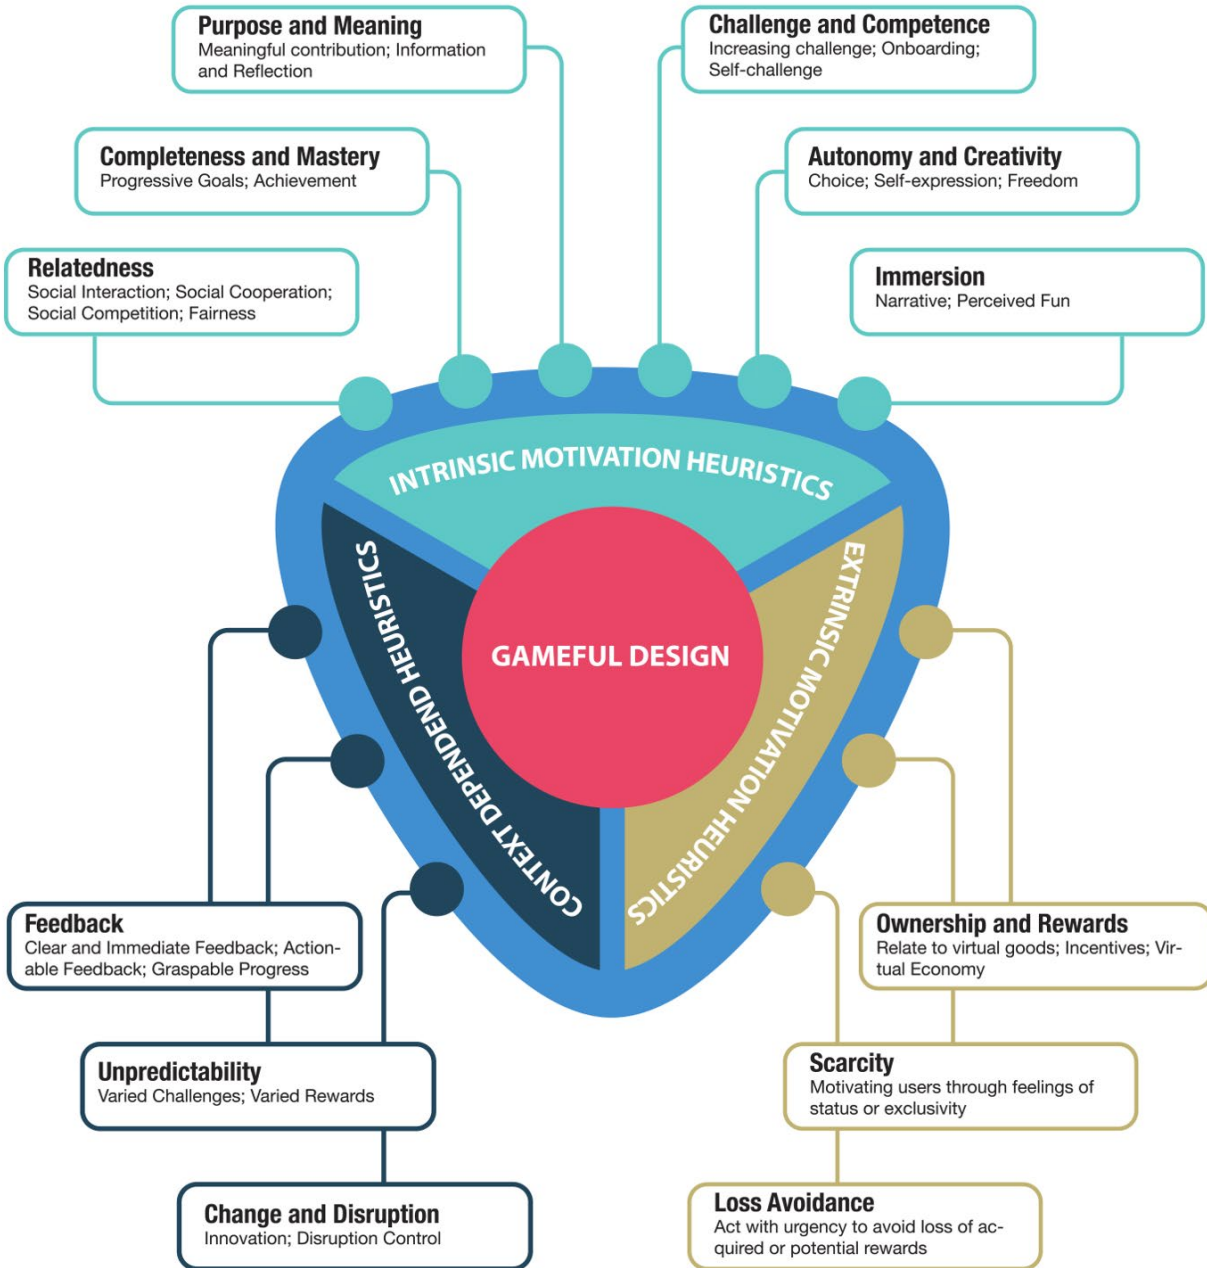 Purpose and Meaning
Meaningful contribution; Information
and Reflection
Challenge and Competence
Increasing challenge; Onboarding;
Self-challenge
Completeness and Mastery
Progressive Goals; Achievement
Autonomy and Creativity
Choice; Self-expression; Freedom
Relatedness
Social Interaction; Social Cooperation;
Social Competition; Fairness
Immersion
Narrative; Perceived Fun
INTRINSIC MOTIVATION HEURISTICS
CONTEXT DEPENDEND HEURISTICS
EXTRINSIC MOTIVATION HEURISTICS
GAMEFUL DESIGN
Feedback
Clear and Immediate Feedback; Action-
able Feedback; Graspable Progress
Ownership and Rewards
Relate to virtual goods; Incentives; Vir-
tual Economy
Unpredictability
Varied Challenges; Varied Rewards
Scarcity
Motivating users through feelings of
status or exclusivity
Change and Disruption
Innovation; Disruption Control
Loss Avoidance
Act with urgency to avoid loss of ac-
quired or potential rewards